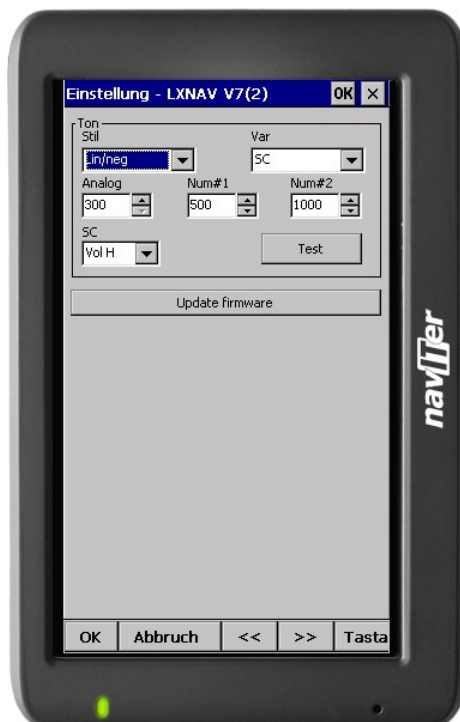 Einstellung - LXNAV V7(2) OK ×
Ton
Stil Var
Lin/neg SC
Analog Num#1 Num#2
300 500 1000
SC
Vol H Test
Update firmware
naviter
OK Abbruch << >> Tasta